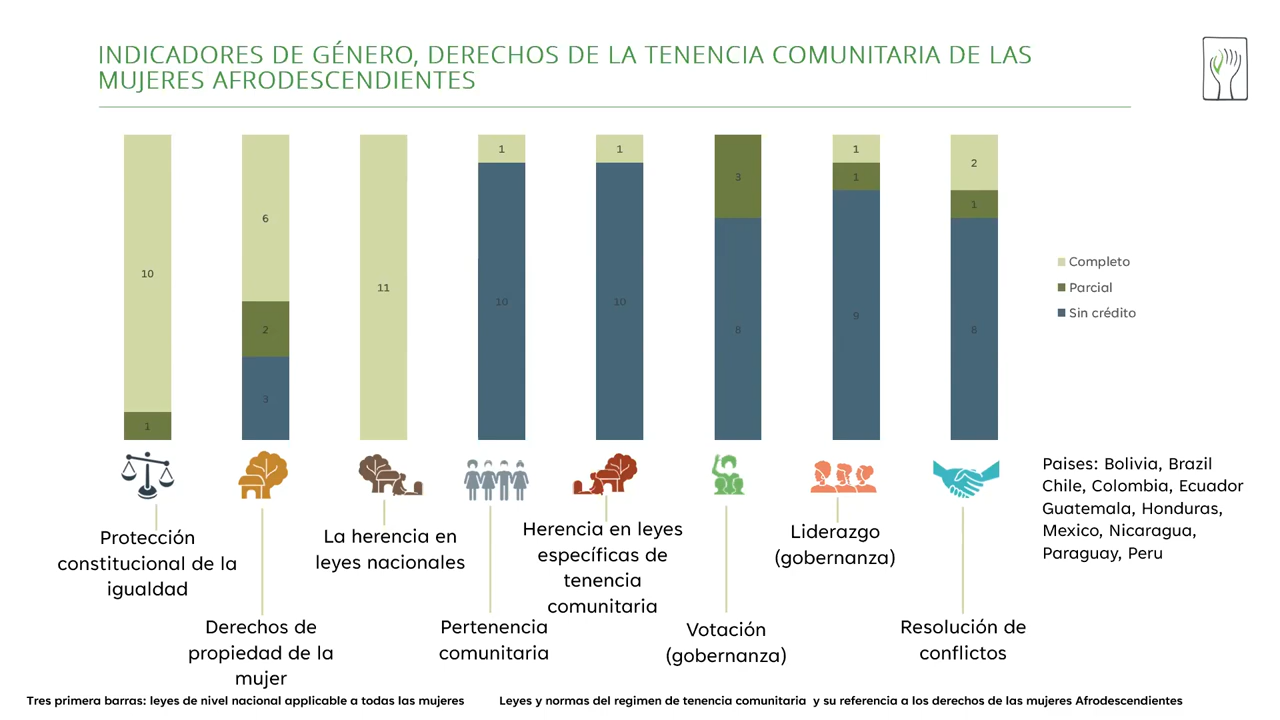 INDICADORES DE GÉNERO, DERECHOS DE LA TENENCIA COMUNITARIA DE LAS
MUJERES AFRODESCENDIENTES
10
1
6
2
3
11
1
10
1
10
3
8
1
1
9
2
1
8
Completo
Parcial
Sin crédito
Protección
constitucional de la
igualdad
Derechos de
propiedad de la
mujer
La herencia en
leyes nacionales
Pertenencia
comunitaria
Herencia en leyes
específicas de
tenencia
comunitaria
Votación
(gobernanza)
Liderazgo
(gobernanza)
Resolución de
conflictos
Paises: Bolivia, Brazil
Chile, Colombia, Ecuador
Guatemala, Honduras,
Mexico, Nicaragua,
Paraguay, Peru
Tres primera barras: leyes de nivel nacional applicable a todas las mujeres
Leyes y normas del regimen de tenencia comunitaria y su referencia a los derechos de las mujeres Afrodescendientes